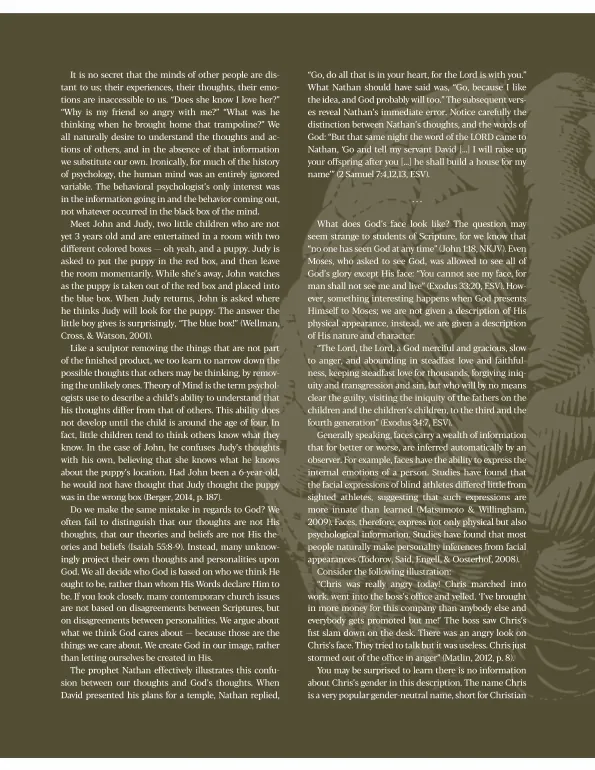 It is no secret that the minds of other people are dis-
tant to us; their experiences, their thoughts, their emo-
tions are inaccessible to us. “Does she know I love her?”
“Why is my friend so angry with me?” “What was he
thinking when he brought home that trampoline?” We
all naturally desire to understand the thoughts and ac-
tions of others, and in the absence of that information
we substitute our own. Ironically, for much of the history
of psychology, the human mind was an entirely ignored
variable. The behavioral psychologist’s only interest was
in the information going in and the behavior coming out,
not whatever occurred in the black box of the mind.
Meet John and Judy, two little children who are not
yet 3 years old and are entertained in a room with two
different colored boxes — oh yeah, and a puppy. Judy is
asked to put the puppy in the red box, and then leave
the room momentarily. While she’s away, John watches
as the puppy is taken out of the red box and placed into
the blue box. When Judy returns, John is asked where
he thinks Judy will look for the puppy. The answer the
little boy gives is surprisingly, “The blue box!” (Wellman,
Cross, & Watson, 2001).
Like a sculptor removing the things that are not part
of the finished product, we too learn to narrow down the
possible thoughts that others may be thinking, by remov-
ing the unlikely ones. Theory of Mind is the term psychol-
ogists use to describe a child’s ability to understand that
his thoughts differ from that of others. This ability does
not develop until the child is around the age of four. In
fact, little children tend to think others know what they
know. In the case of John, he confuses Judy’s thoughts
with his own, believing that she knows what he knows
about the puppy’s location. Had John been a 6-year-old,
he would not have thought that Judy thought the puppy
was in the wrong box (Berger, 2014, p. 187).
Do we make the same mistake in regards to God? We
often fail to distinguish that our thoughts are not His
thoughts, that our theories and beliefs are not His the-
ories and beliefs (Isaiah 55:8-9). Instead, many unknow-
ingly project their own thoughts and personalities upon
God. We all decide who God is based on who we think He
ought to be, rather than whom His Words declare Him to
be. If you look closely, many contemporary church issues
are not based on disagreements between Scriptures, but
on disagreements between personalities. We argue about
what we think God cares about — because those are the
things we care about. We create God in our image, rather
than letting ourselves be created in His.
The prophet Nathan effectively illustrates this confu-
sion between our thoughts and God’s thoughts. When
David presented his plans for a temple, Nathan replied,
“Go, do all that is in your heart, for the Lord is with you.”
What Nathan should have said was, “Go, because I like
the idea, and God probably will too.” The subsequent vers-
es reveal Nathan’s immediate error. Notice carefully the
distinction between Nathan’s thoughts, and the words of
God: “But that same night the word of the LORD came to
Nathan, ‘Go and tell my servant David [...] I will raise up
your offspring after you [...] he shall build a house for my
name’” (2 Samuel 7:4,12,13, ESV).
...
What does God’s face look like? The question may
seem strange to students of Scripture, for we know that
“no one has seen God at any time” (John 1:18, NKJV). Even
Moses, who asked to see God, was allowed to see all of
God’s glory except His face: “You cannot see my face, for
man shall not see me and live” (Exodus 33:20, ESV). How-
ever, something interesting happens when God presents
Himself to Moses; we are not given a description of His
physical appearance, instead, we are given a description
of His nature and character:
“The Lord, the Lord, a God merciful and gracious, slow
to anger, and abounding in steadfast love and faithful-
ness, keeping steadfast love for thousands, forgiving iniq-
uity and transgression and sin, but who will by no means
clear the guilty, visiting the iniquity of the fathers on the
children and the children’s children, to the third and the
fourth generation” (Exodus 34:7, ESV).
Generally speaking, faces carry a wealth of information
that for better or worse, are inferred automatically by an
observer. For example, faces have the ability to express the
internal emotions of a person. Studies have found that
the facial expressions of blind athletes differed little from
sighted athletes, suggesting that such expressions are
more innate than learned (Matsumoto & Willingham,
2009). Faces, therefore, express not only physical but also
psychological information. Studies have found that most
people naturally make personality inferences from facial
appearances (Todorov, Said, Engell, & Oosterhof, 2008).
Consider the following illustration:
“Chris was really angry today! Chris marched into
work, went into the boss’s office and yelled, ‘I’ve brought
in more money for this company than anybody else and
everybody gets promoted but me!’ The boss saw Chris’s
fist slam down on the desk. There was an angry look on
Chris’s face. They tried to talk but it was useless. Chris just
stormed out of the office in anger” (Matlin, 2012, p. 8).
You may be surprised to learn there is no information
about Chris’s gender in this description. The name Chris
is a very popular gender-neutral name, short for Christian